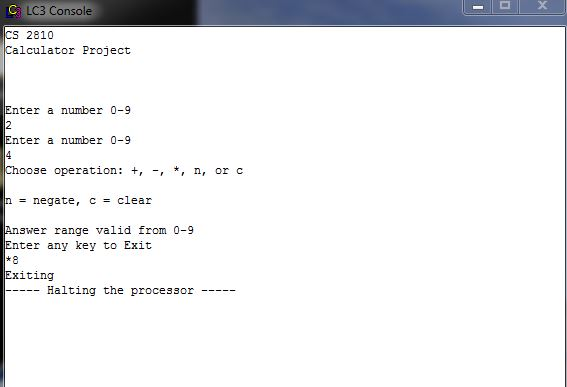 LC3 Console
CS 2810
Calculator Project
Enter a number 0-9
2
Enter a number 0-9
4
Choose operation: +, -, *, n, or c
n = negate, c = clear
Answer range valid from 0-9
Enter any key to Exit
*8
Exiting
----- Halting the processor -----